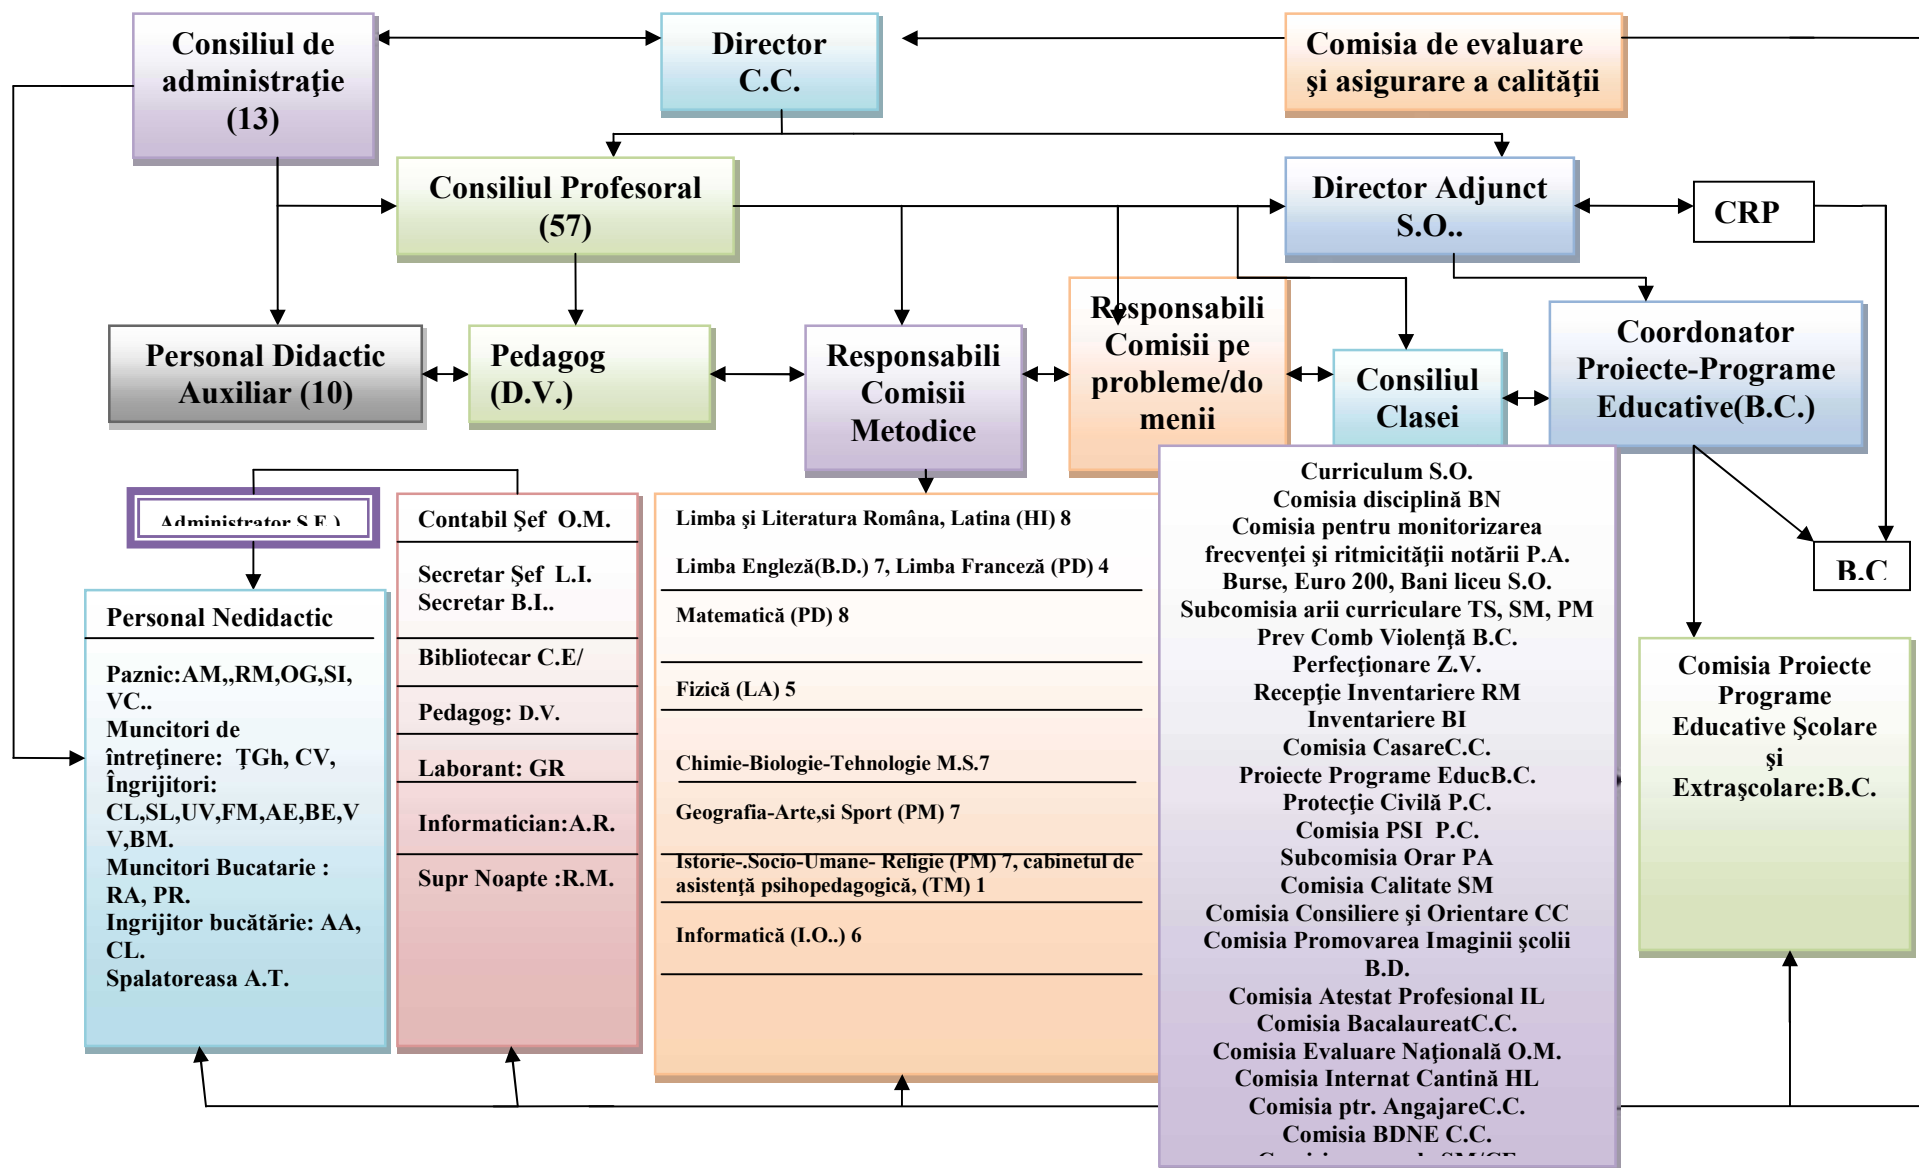 Consiliul de
administraţie
(13)
Director
C.C.
Comisia de evaluare
şi asigurare a calităţii
Consiliul Profesoral
(57)
Director Adjunct
S.O..
CRP
Personal Didactic
Auxiliar (10)
Pedagog
(D.V.)
Responsabili
Comisii
Metodice
Responsabili
Comisii pe
probleme/do
menii
Consiliul
Clasei
Coordonator
Proiecte-Programe
Educative(B.C.)
Administrator S.E.)
Personal Nedidactic
Paznic:AM,,RM,OG,SI,
VC..
Muncitori de
întreţinere: ŢGh, CV,
Îngrijitori:
CL,SL,UV,FM,AE,BE,V
V,BM.
Muncitori Bucatarie :
RA, PR.
Ingrijitor bucătărie: AA,
CL.
Spalatoreasa A.T.
Contabil Şef O.M.
Secretar Şef L.I.
Secretar B.I..
Bibliotecar C.E/
Pedagog: D.V.
Laborant: GR
Informatician:A.R.
Supr Noapte :R.M.
Limba şi Literatura Româna, Latina (HI) 8
Limba Engleză(B.D.) 7, Limba Franceză (PD) 4
Matematică (PD) 8
Fizică (LA) 5
Chimie-Biologie-Tehnologie M.S.7
Geografia-Arte,si Sport (PM) 7
Istorie-.Socio-Umane- Religie (PM) 7, cabinetul de
asistenţă psihopedagogică, (TM) 1
Informatică (I.O..) 6
Curriculum S.O.
Comisia disciplină BN
Comisia pentru monitorizarea
frecvenţei şi ritmicităţii notării P.A.
Burse, Euro 200, Bani liceu S.O.
Subcomisia arii curriculare TS, SM, PM
Prev Comb Violenţă B.C.
Perfecţionare Z.V.
Recepţie Inventariere RM
Inventariere BI
Comisia CasareC.C.
Proiecte Programe EducB.C.
Protecţie Civilă P.C.
Comisia PSI P.C.
Subcomisia Orar PA
Comisia Calitate SM
Comisia Consiliere şi Orientare CC
Comisia Promovarea Imaginii şcolii
B.D.
Comisia Atestat Profesional IL
Comisia BacalaureatC.C.
Comisia Evaluare Naţională O.M.
Comisia Internat Cantină HL
Comisia ptr. AngajareC.C.
Comisia BDNE C.C.
B.C
Comisia Proiecte
Programe
Educative Şcolare
şi
Extraşcolare:B.C.